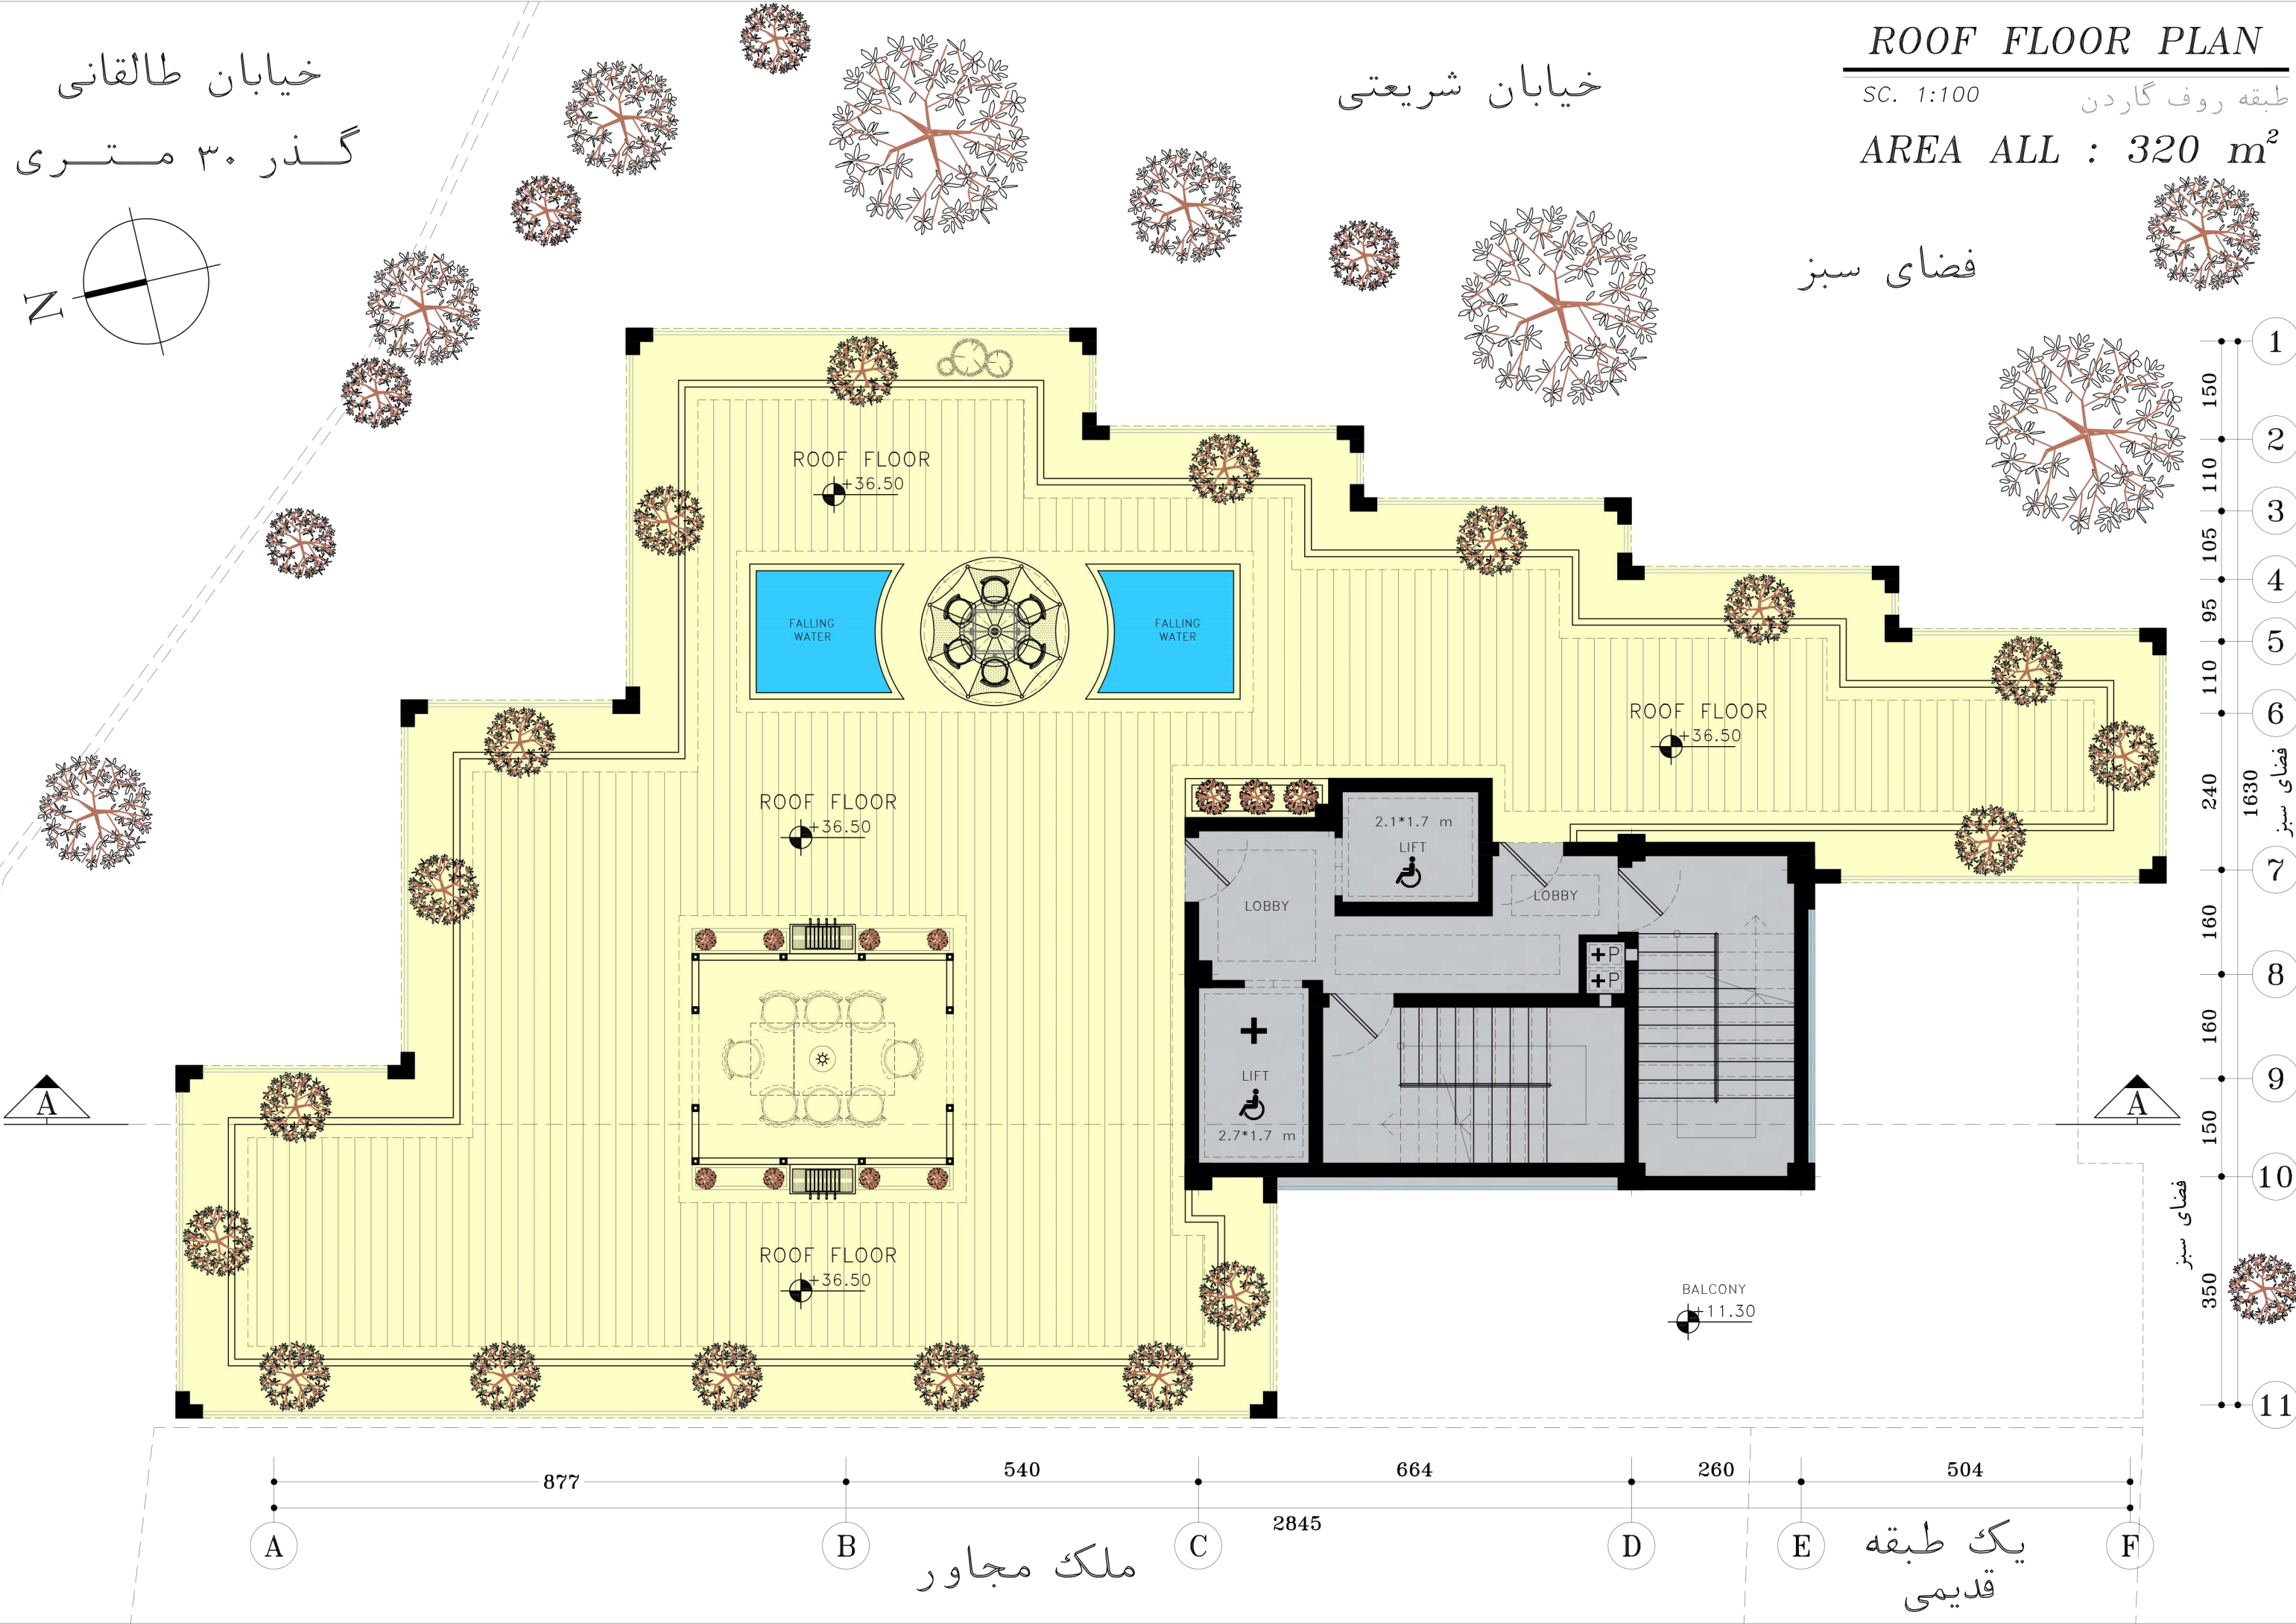 ROOF FLOOR PLAN
SC. 1:100
طبقه روف گاردن
AREA ALL : 320 m²
خیابان طالقانی
گذر ۳۰ متری
N
خیابان شریعتی
فضای سبز
ROOF FLOOR
+36.50
FALLING
WATER
FALLING
WATER
ROOF FLOOR
+36.50
ROOF FLOOR
+36.50
2.1*1.7 m
LIFT
LOBBY
LOBBY
+P
+P
+
LIFT
2.7*1.7 m
A
A
ROOF FLOOR
+36.50
BALCONY
+11.30
1
150
2
110
3
105
4
95
5
110
6
240
1630
فضای سبز
7
160
8
160
9
150
10
فضای سبز
350
11
877
540
664
260
504
2845
A
B
C
D
E
F
ملک مجاور
یک طبقه
قدیمی